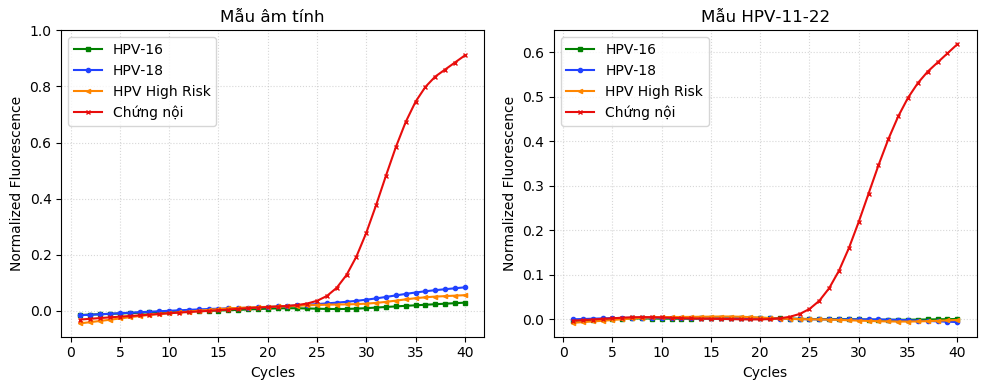 Mẫu âm tính
Normalized Fluorescence
1.0
0.8
0.6
0.4
0.2
0.0
HPV-16
HPV-18
HPV High Risk
Chứng nội
0 5 10 15 20 25 30 35 40
Cycles
Mẫu HPV-11-22
Normalized Fluorescence
0.6
0.5
0.4
0.3
0.2
0.1
0.0
HPV-16
HPV-18
HPV High Risk
Chứng nội
0 5 10 15 20 25 30 35 40
Cycles